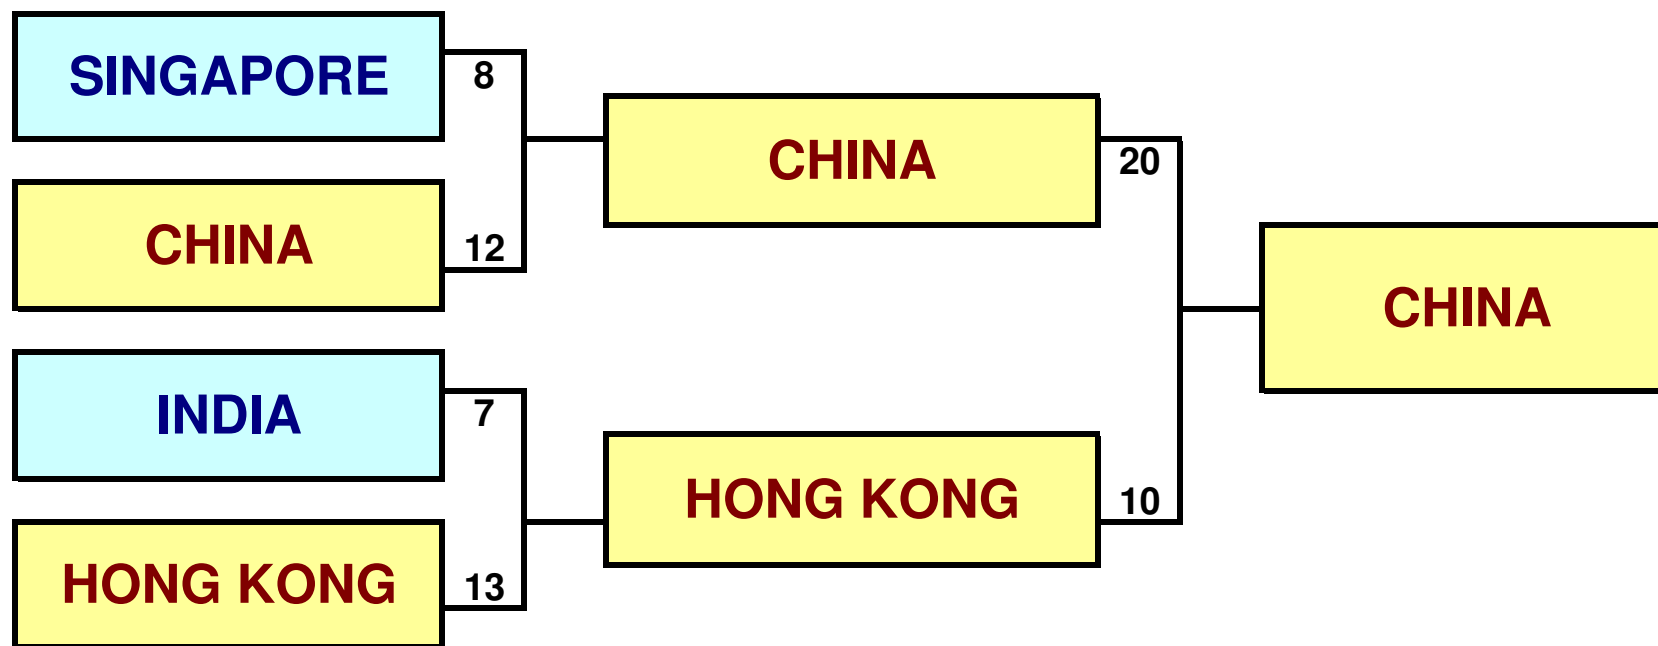 SINGAPORE
8
CHINA
12
CHINA
20
CHINA
INDIA
7
HONG KONG
10
HONG KONG
13